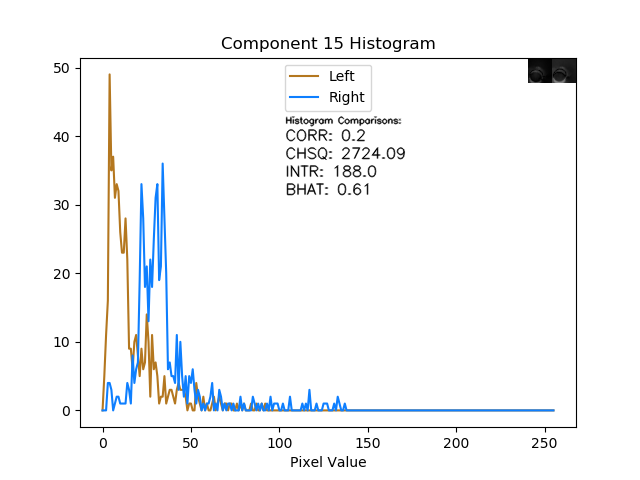 Component 15 Histogram
Left
Right
Histogram Comparisons:
CORR: 0.2
CHSQ: 2724.09
INTR: 188.0
BHAT: 0.61
50
40
30
20
10
0
0 50 100 150 200 250
Pixel Value